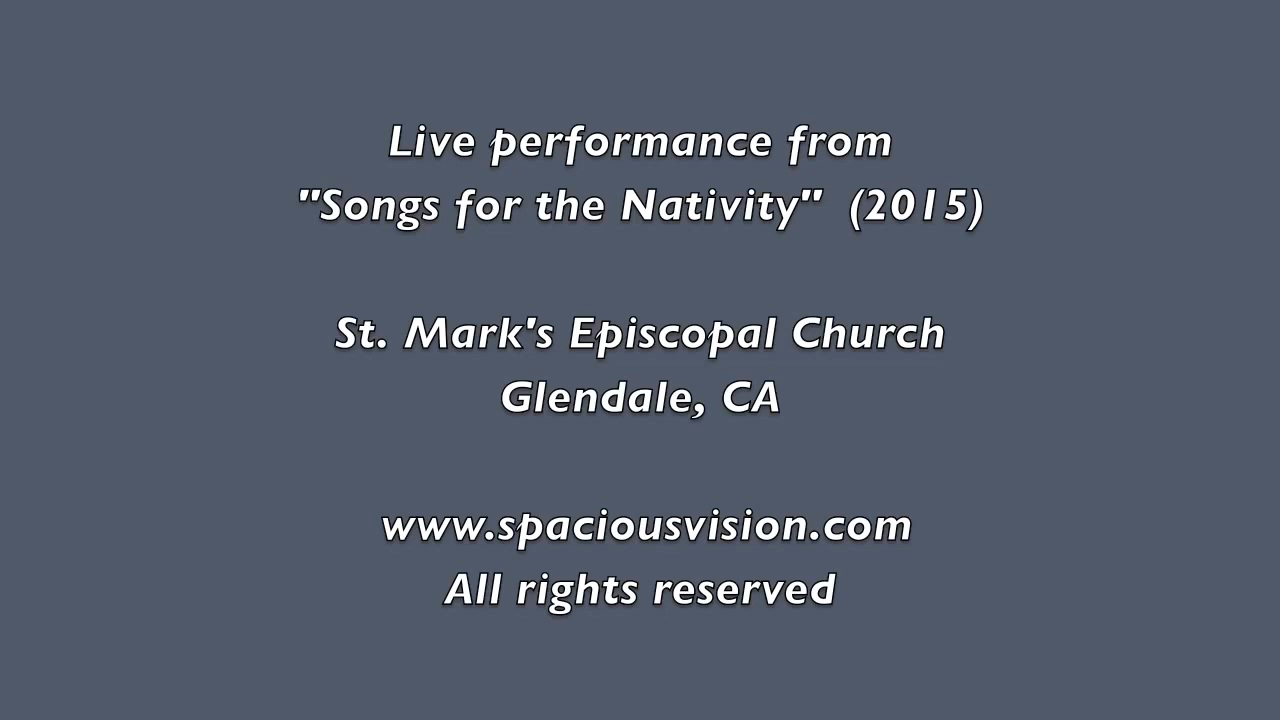 Live performance from
"Songs for the Nativity"  (2015)
St. Mark's Episcopal Church
Glendale, CA
www.spaciousvision.com
All rights reserved